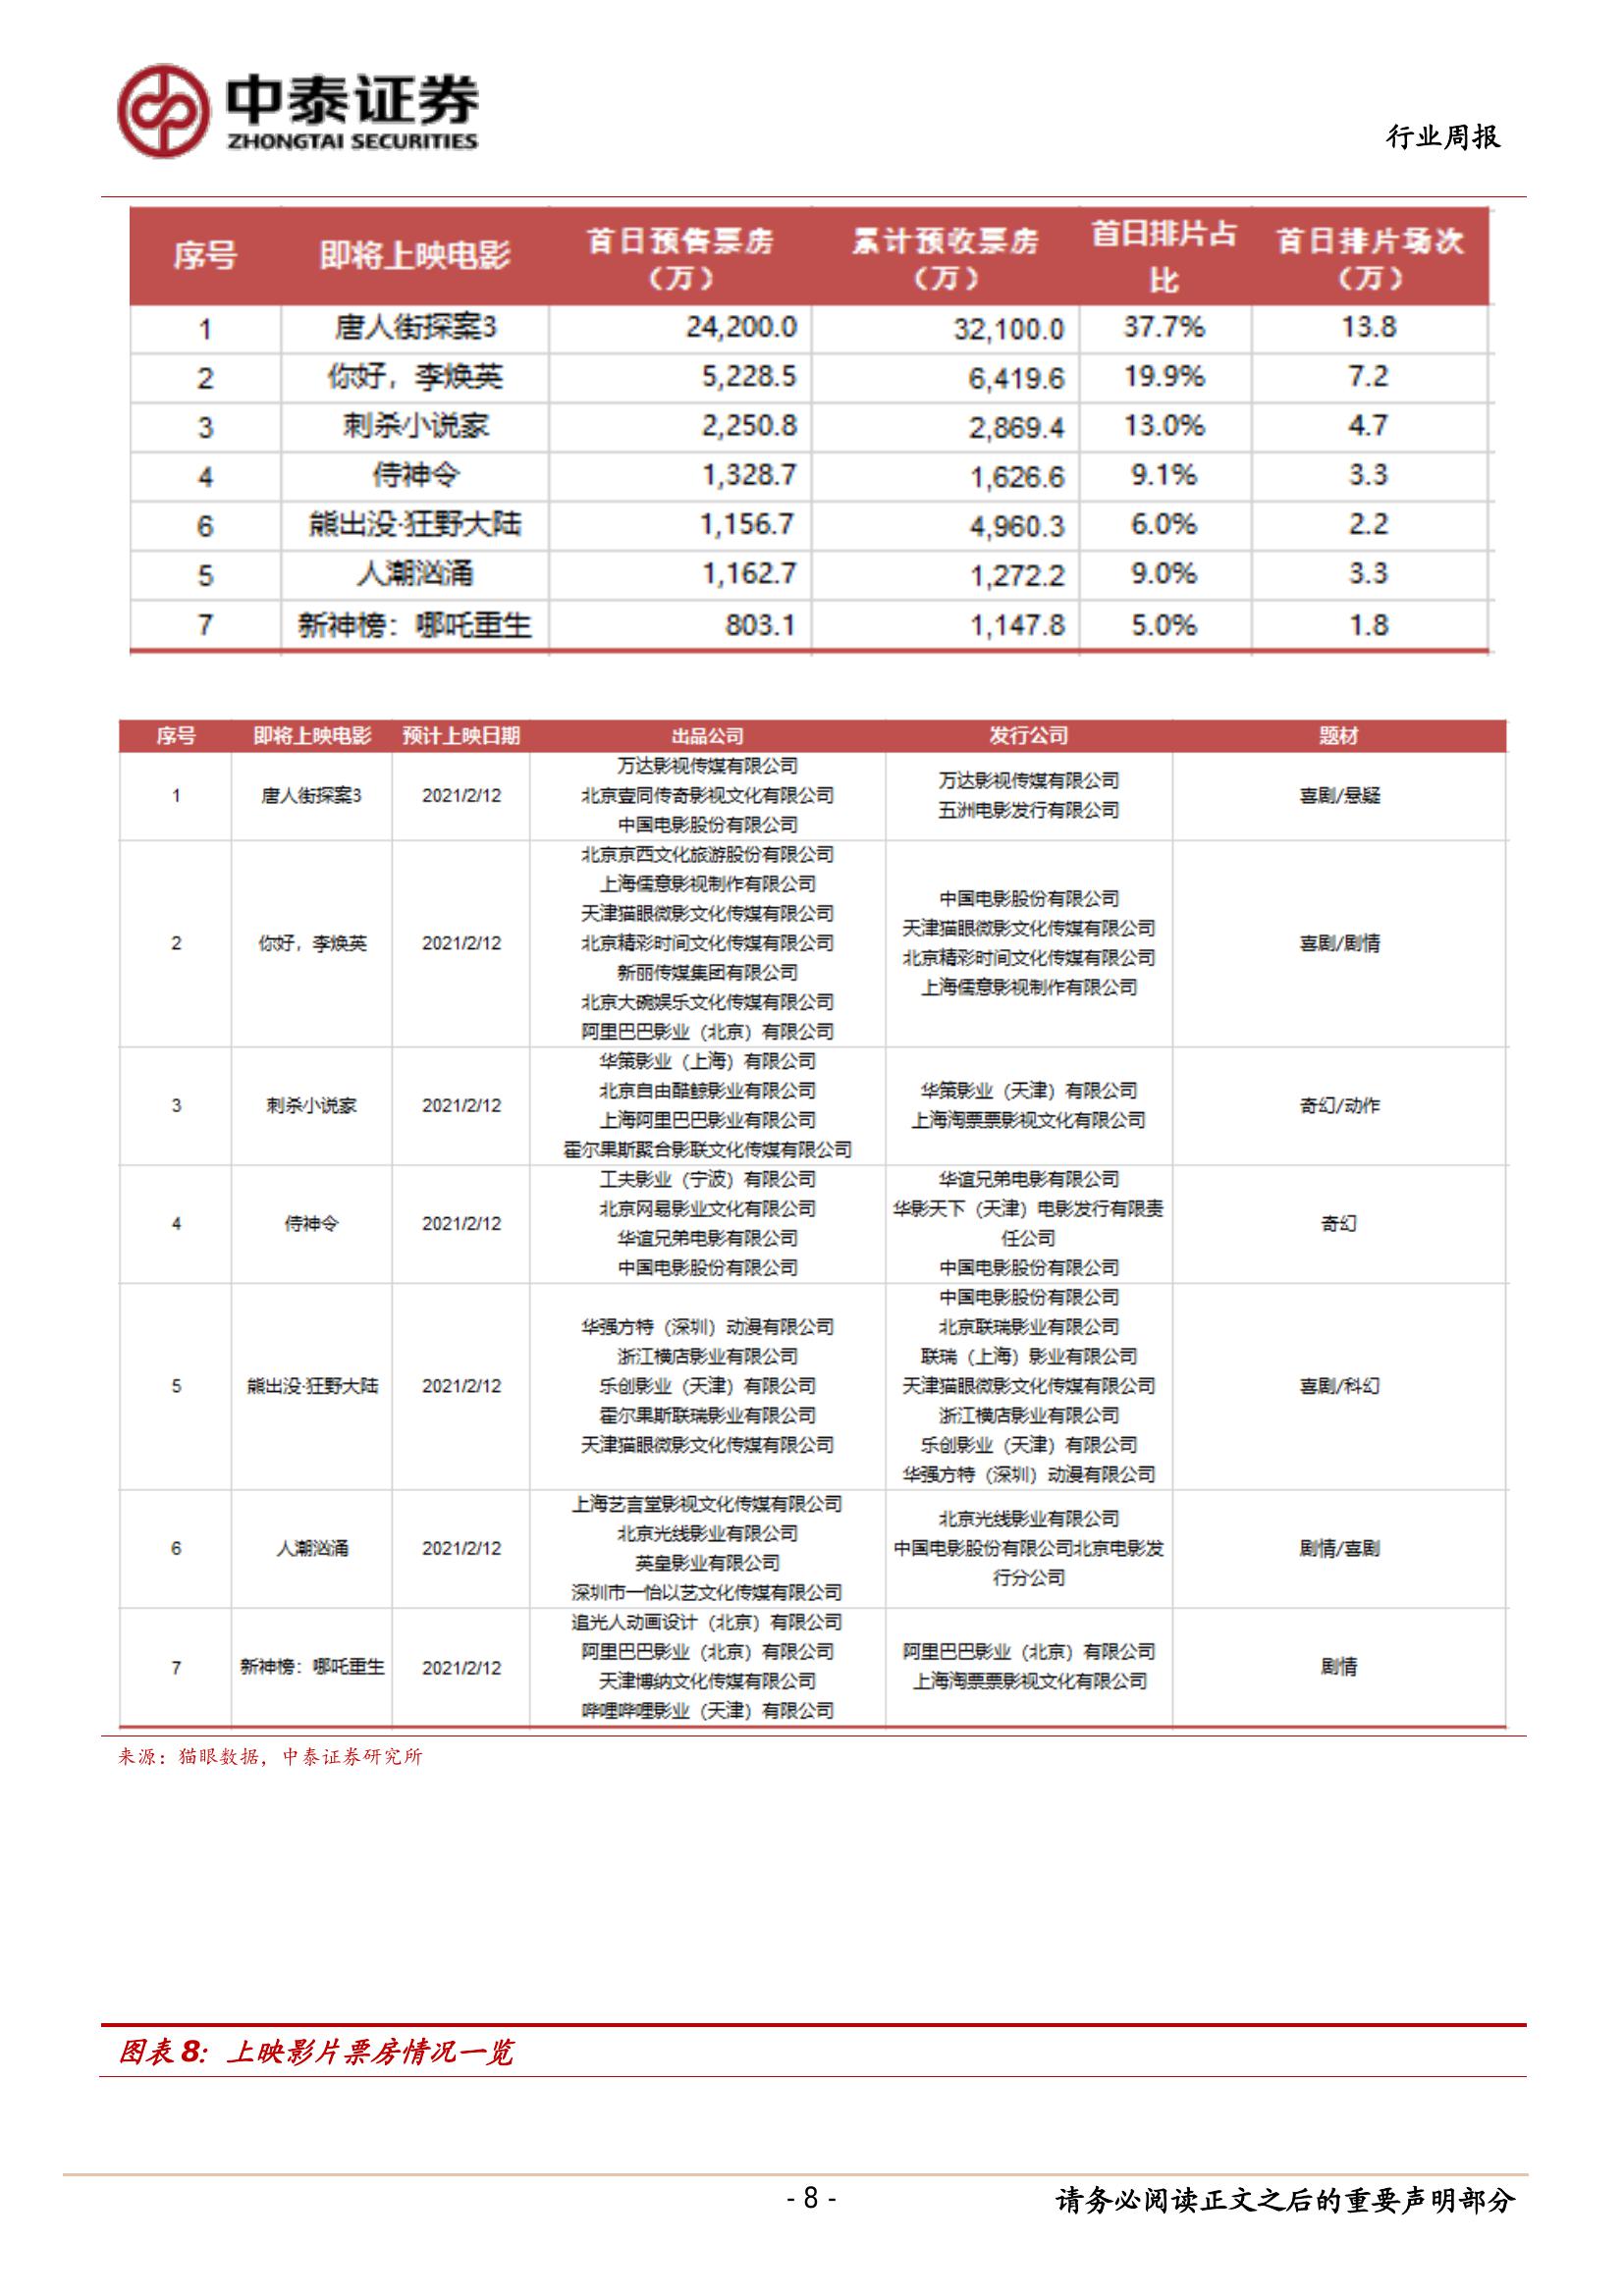 中泰证券
ZHONGTAI SECURITIES
行业周报
序号 即将上映电影 首日预售票房（万） 累计预收票房（万） 首日排片占比 首日排片场次（万）
1 唐人街探案3 24,200.0 32,100.0 37.7% 13.8
2 你好，李焕英 5,228.5 6,419.6 19.9% 7.2
3 刺杀小说家 2,250.8 2,869.4 13.0% 4.7
4 侍神令 1,328.7 1,626.6 9.1% 3.3
6 熊出没·狂野大陆 1,156.7 4,960.3 6.0% 2.2
5 人潮汹涌 1,162.7 1,272.2 9.0% 3.3
7 新神榜：哪吒重生 803.1 1,147.8 5.0% 1.8
序号 即将上映电影 预计上映日期 出品公司 发行公司 题材
1 唐人街探案3 2021/2/12
万达影视传媒有限公司
北京壹同传奇影视文化有限公司
中国电影股份有限公司
万达影视传媒有限公司
五洲电影发行有限公司
喜剧/悬疑
2 你好，李焕英 2021/2/12
北京京西文化旅游股份有限公司
上海儒意影视制作有限公司
天津猫眼微影文化传媒有限公司
北京精彩时间文化传媒有限公司
新丽传媒集团有限公司
北京大碗娱乐文化传媒有限公司
阿里巴巴影业（北京）有限公司
中国电影股份有限公司
天津猫眼微影文化传媒有限公司
北京精彩时间文化传媒有限公司
上海儒意影视制作有限公司
喜剧/剧情
3 刺杀小说家 2021/2/12
华策影业（上海）有限公司
北京自由酷鲸影业有限公司
上海阿里巴巴影业有限公司
霍尔果斯聚合影联文化传媒有限公司
华策影业（天津）有限公司
上海淘票票影视文化有限公司
奇幻/动作
4 侍神令 2021/2/12
工夫影业（宁波）有限公司
北京网易影业文化有限公司
华谊兄弟电影有限公司
中国电影股份有限公司
华谊兄弟电影有限公司
华影天下（天津）电影发行有限责
任公司
中国电影股份有限公司
奇幻
5 熊出没·狂野大陆 2021/2/12
华强方特（深圳）动漫有限公司
浙江横店影业有限公司
乐创影业（天津）有限公司
霍尔果斯联瑞影业有限公司
天津猫眼微影文化传媒有限公司
中国电影股份有限公司
北京联瑞影业有限公司
联瑞（上海）影业有限公司
天津猫眼微影文化传媒有限公司
浙江横店影业有限公司
乐创影业（天津）有限公司
华强方特（深圳）动漫有限公司
喜剧/科幻
6 人潮汹涌 2021/2/12
上海艺言堂影视文化传媒有限公司
北京光线影业有限公司
英皇影业有限公司
深圳市一怡以艺文化传媒有限公司
北京光线影业有限公司
中国电影股份有限公司北京电影发
行分公司
剧情/喜剧
7 新神榜：哪吒重生 2021/2/12
追光人动画设计（北京）有限公司
阿里巴巴影业（北京）有限公司
天津博纳文化传媒有限公司
哔哩哔哩影业（天津）有限公司
阿里巴巴影业（北京）有限公司
上海淘票票影视文化有限公司
剧情
来源：猫眼数据，中泰证券研究所
图表 8：上映影片票房情况一览
- 8 -
请务必阅读正文之后的重要声明部分